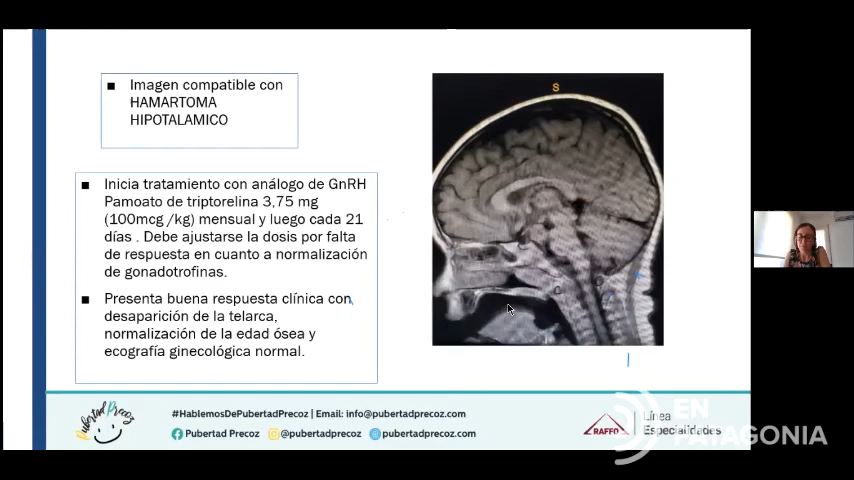 Imagen compatible con
HAMARTOMA
HIPOTALAMICO
S
Inicia tratamiento con análogo de GnRH
Pamoato de triptorelina 3,75 mg
(100mcg /kg) mensual y luego cada 21
días . Debe ajustarse la dosis por falta
de respuesta en cuanto a normalización
de gonadotrofinas.
Presenta buena respuesta clínica con
desaparición de la telarca,
normalización de la edad ósea y
ecografía ginecológica normal.
Pubertad Precoz
#HablemosDePubertadPrecoz | Email: info@pubertadprecoz.com
Pubertad Precoz @pubertadprecoz pubertadprecoz.com
RAFFO
Línea
Especialidades
EN
PATAGONIA